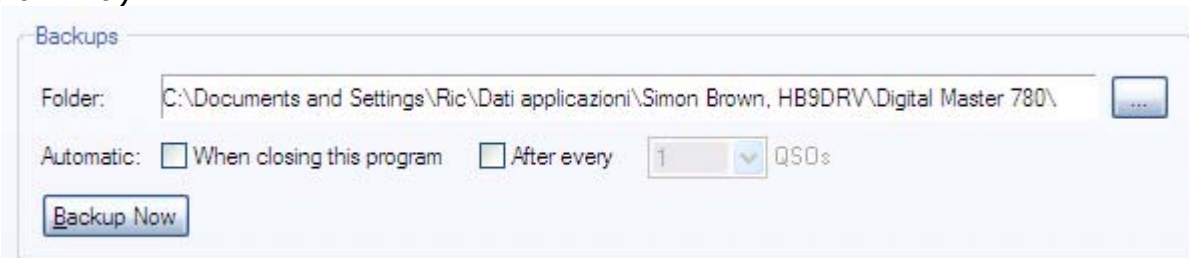 Backups
Folder: C:\Documents and Settings\Ric\Dati applicazioni\Simon Brown, HB9DRV\Digital Master 780\ ...
Automatic: When closing this program After every 1 QSOs
Backup Now